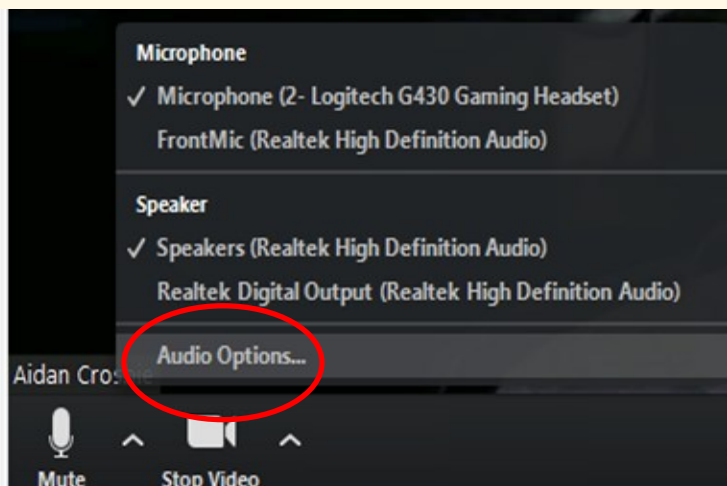 Microphone
✓ Microphone (2- Logitech G430 Gaming Headset)
FrontMic (Realtek High Definition Audio)
Speaker
✓ Speakers (Realtek High Definition Audio)
Realtek Digital Output (Realtek High Definition Audio)
Audio Options...
Aidan
Mute
Stop Video